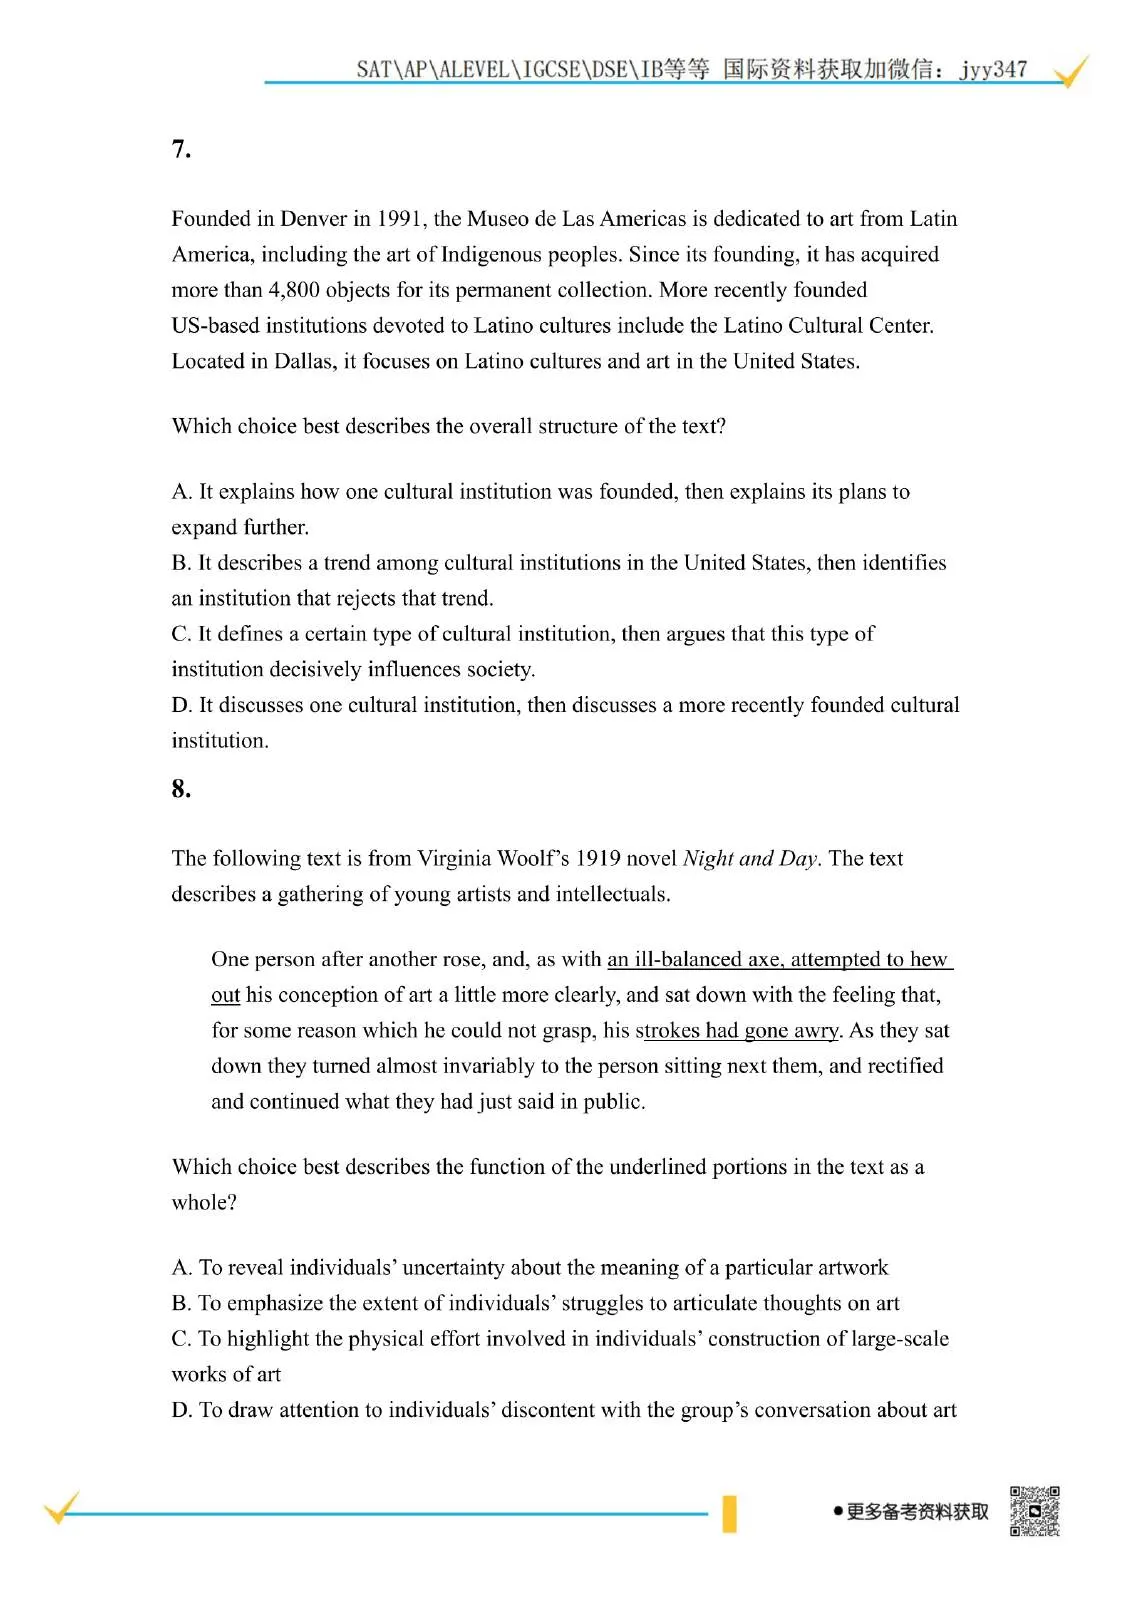 SAT\AP\ALEVEL\IGCSE\DSE\IB等等 国际资料获取加微信：jyy347
7.
Founded in Denver in 1991, the Museo de Las Americas is dedicated to art from Latin
America, including the art of Indigenous peoples. Since its founding, it has acquired
more than 4,800 objects for its permanent collection. More recently founded
US-based institutions devoted to Latino cultures include the Latino Cultural Center.
Located in Dallas, it focuses on Latino cultures and art in the United States.
Which choice best describes the overall structure of the text?
A. It explains how one cultural institution was founded, then explains its plans to
expand further.
B. It describes a trend among cultural institutions in the United States, then identifies
an institution that rejects that trend.
C. It defines a certain type of cultural institution, then argues that this type of
institution decisively influences society.
D. It discusses one cultural institution, then discusses a more recently founded cultural
institution.
8.
The following text is from Virginia Woolf’s 1919 novel Night and Day. The text
describes a gathering of young artists and intellectuals.
One person after another rose, and, as with an ill-balanced axe, attempted to hew
out his conception of art a little more clearly, and sat down with the feeling that,
for some reason which he could not grasp, his strokes had gone awry. As they sat
down they turned almost invariably to the person sitting next them, and rectified
and continued what they had just said in public.
Which choice best describes the function of the underlined portions in the text as a
whole?
A. To reveal individuals’ uncertainty about the meaning of a particular artwork
B. To emphasize the extent of individuals’ struggles to articulate thoughts on art
C. To highlight the physical effort involved in individuals’ construction of large-scale
works of art
D. To draw attention to individuals’ discontent with the group’s conversation about art
●更多备考资料获取